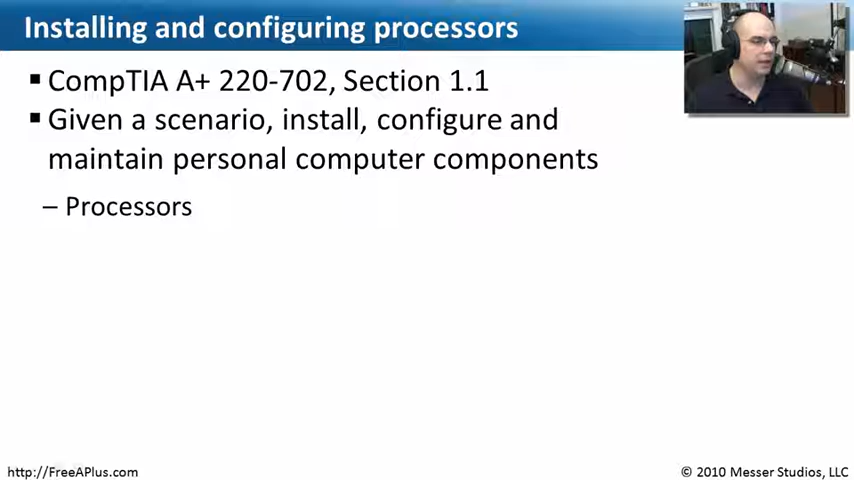 Installing and configuring processors
▪ CompTIA A+ 220-702, Section 1.1
▪ Given a scenario, install, configure and
maintain personal computer components
– Processors
http://FreeAPlus.com
© 2010 Messer Studios, LLC